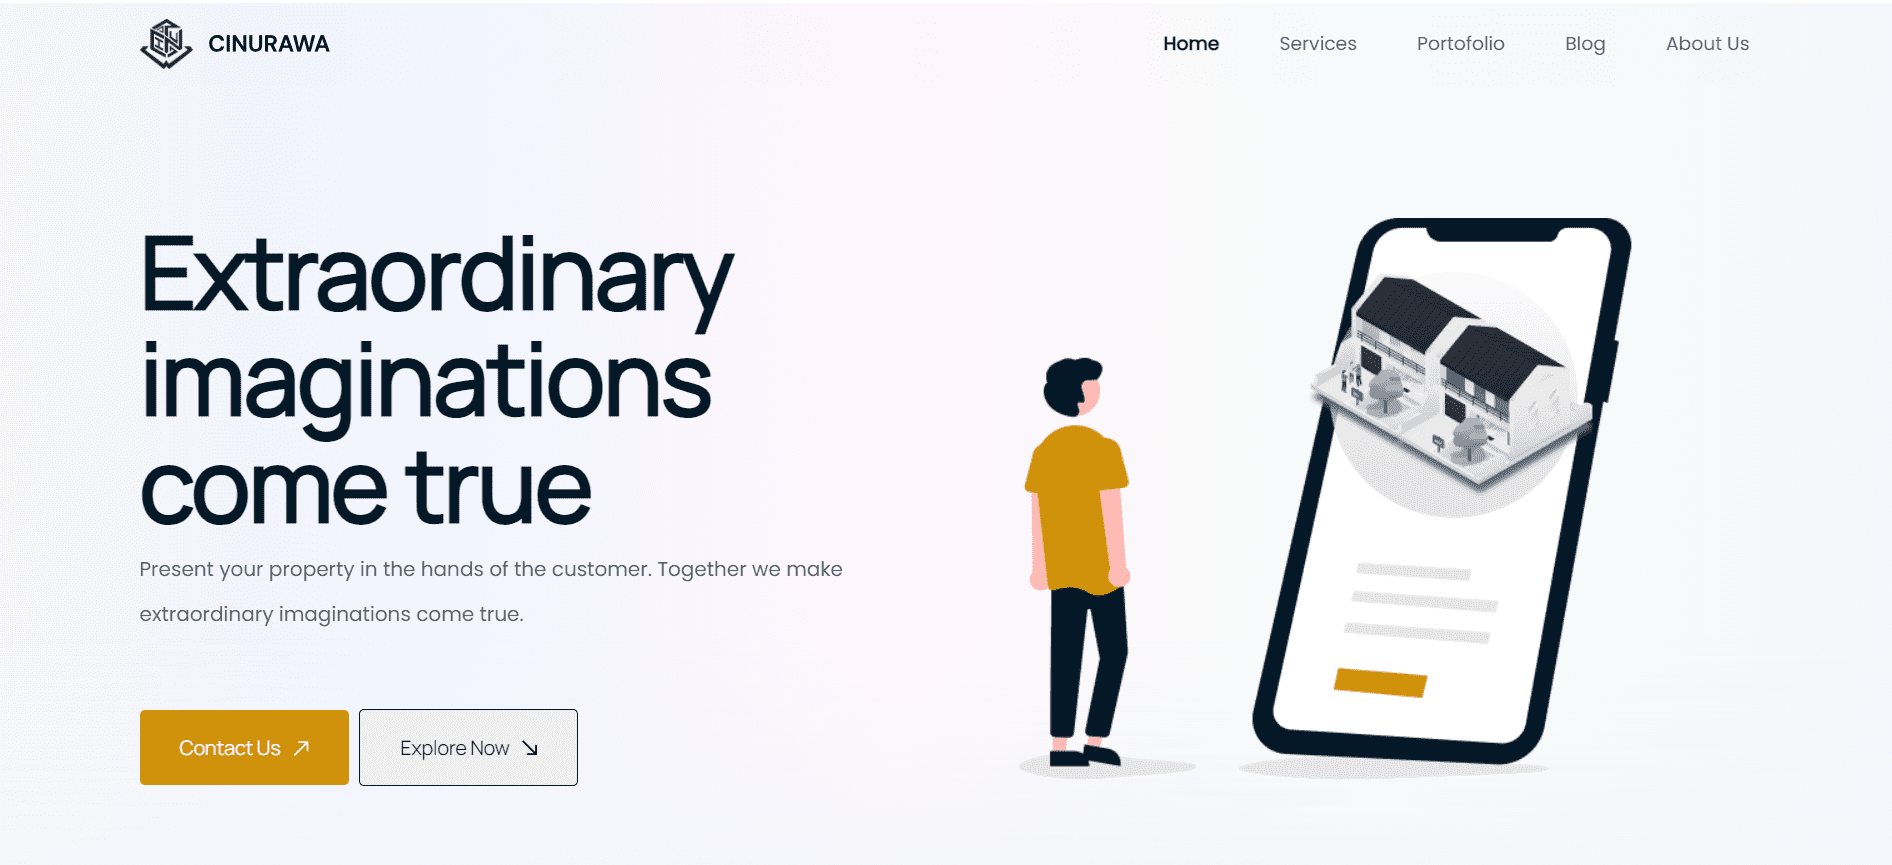 CINURAWA
Home Services Portofolio Blog About Us
Extraordinary
imaginations
come true
Present your property in the hands of the customer. Together we make
extraordinary imaginations come true.
Contact Us Explore Now